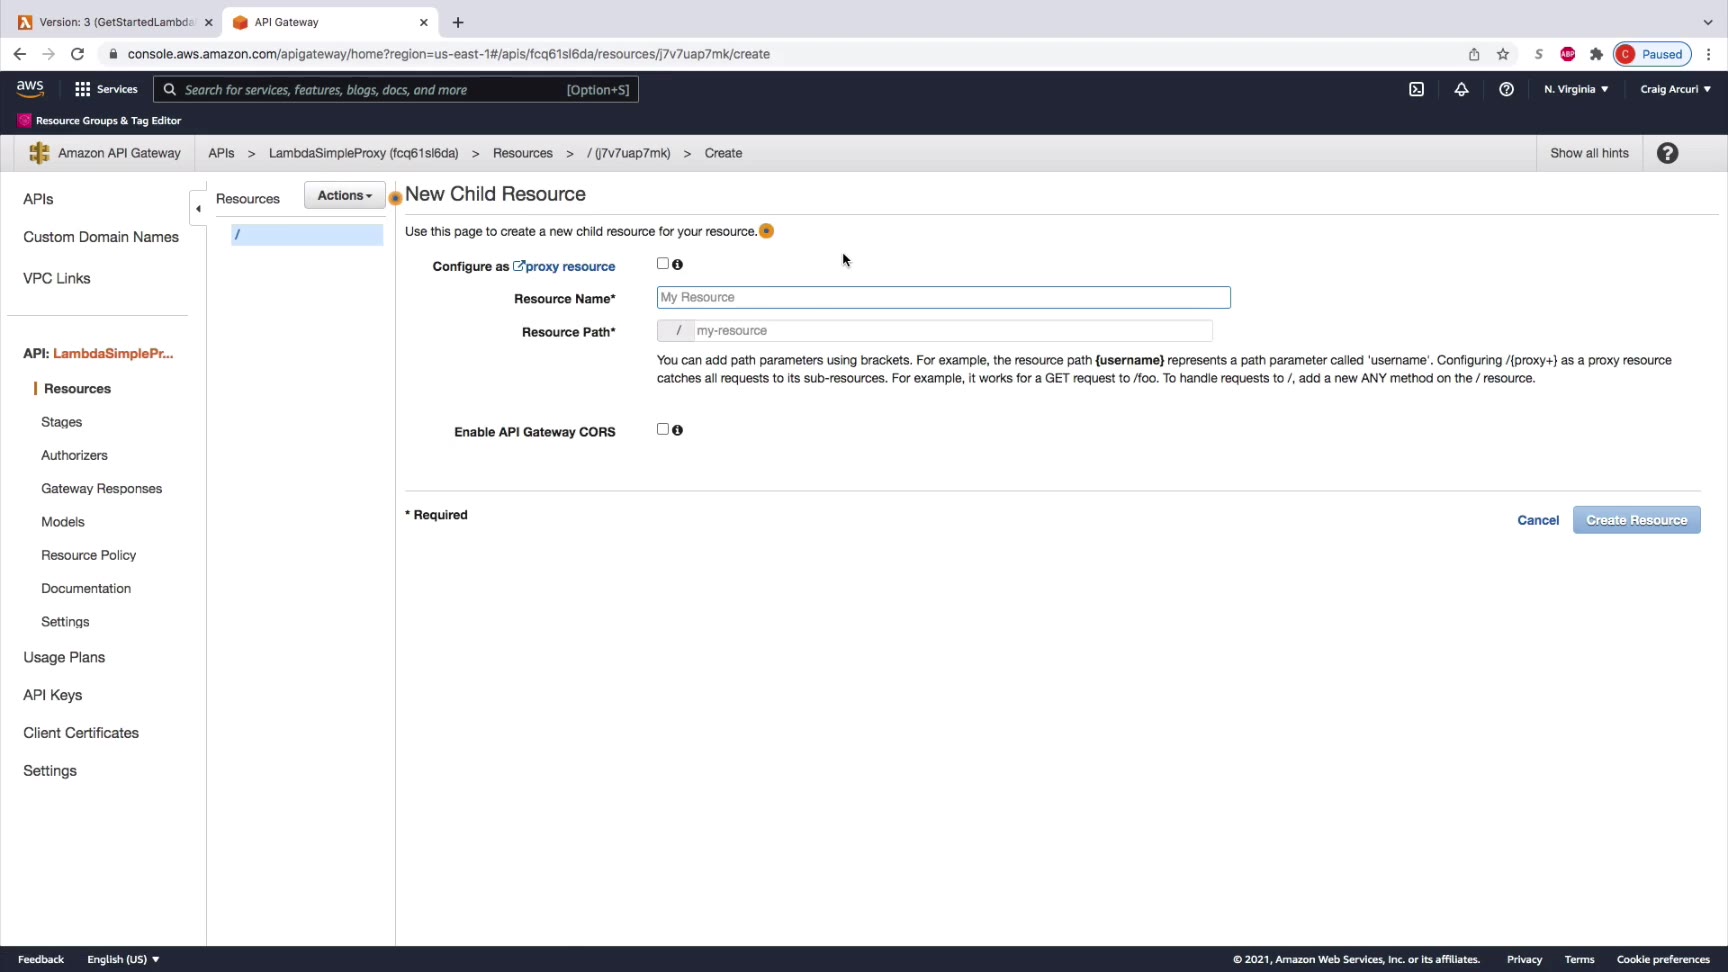 Version: 3 (GetStartedLambda
API Gateway
console.aws.amazon.com/apigateway/home?region=us-east-1#/apis/fcq61sl6da/resources/j7v7uap7mk/create
S
ABP
C Paused
aws
Services
Search for services, features, blogs, docs, and more [Option+S]
N. Virginia
Craig Arcuri
Resource Groups & Tag Editor
Amazon API Gateway
APIs > LambdaSimpleProxy (fcq61sl6da) > Resources > / (j7v7uap7mk) > Create
Show all hints
APIs
Custom Domain Names
VPC Links
API: LambdaSimplePr...
Resources
Stages
Authorizers
Gateway Responses
Models
Resource Policy
Documentation
Settings
Usage Plans
API Keys
Client Certificates
Settings
Resources
Actions
/
New Child Resource
Use this page to create a new child resource for your resource.
Configure as proxy resource
Resource Name*
My Resource
Resource Path*
/ my-resource
You can add path parameters using brackets. For example, the resource path {username} represents a path parameter called 'username'. Configuring /{proxy+} as a proxy resource
catches all requests to its sub-resources. For example, it works for a GET request to /foo. To handle requests to /, add a new ANY method on the / resource.
Enable API Gateway CORS
* Required
Cancel
Create Resource
Feedback
English (US)
© 2021, Amazon Web Services, Inc. or its affiliates.
Privacy
Terms
Cookie preferences